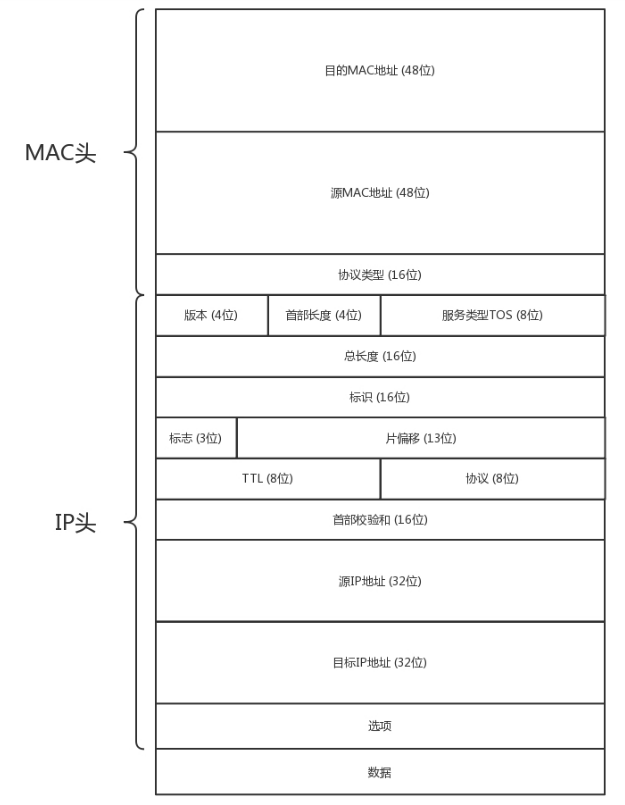 目的MAC地址 (48位)
MAC头
源MAC地址 (48位)
协议类型 (16位)
版本 (4位) 首部长度 (4位) 服务类型TOS (8位)
总长度 (16位)
标识 (16位)
标志 (3位) 片偏移 (13位)
TTL (8位) 协议 (8位)
首部校验和 (16位)
IP头
源IP地址 (32位)
目标IP地址 (32位)
选项
数据